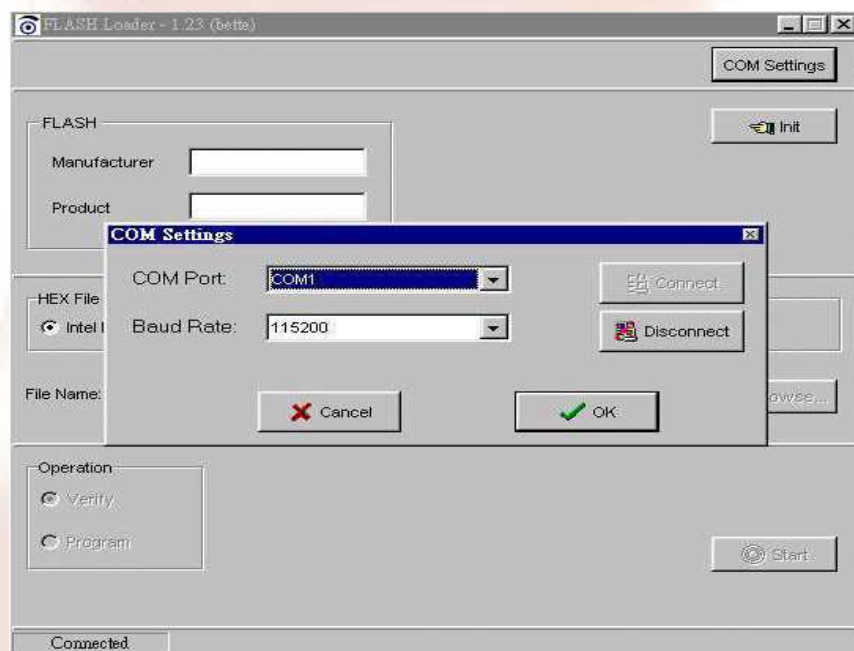 FLASH Loader - 1.23 (betta)
COM Settings
Init
FLASH
Manufacturer
Product
COM Settings
COM Port:
COM1
Connect
Baud Rate:
115200
Disconnect
Cancel
OK
HEX File
Intel
File Name:
Operation
Verify
Program
Start
Connected